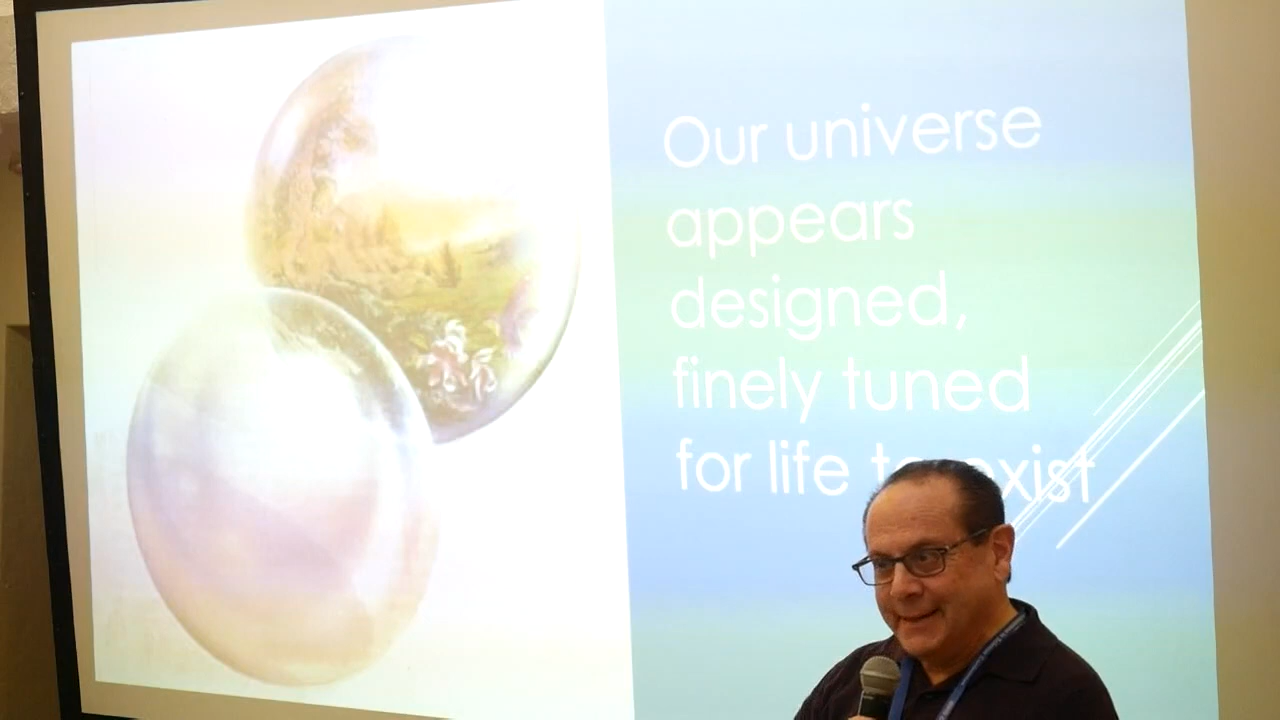 Our universe
appears
designed,
finely tuned
for life to exist